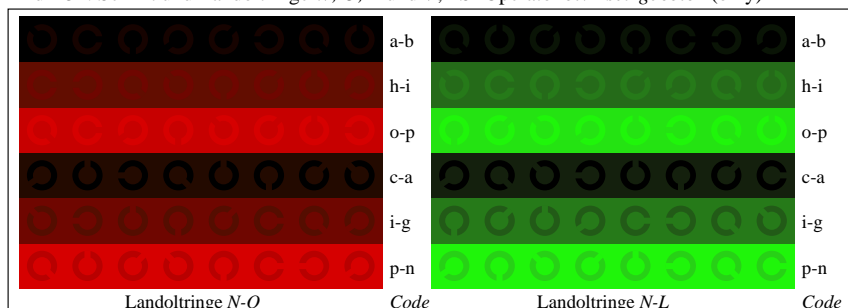 a-b a-b
h-i h-i
o-p o-p
c-a c-a
i-g i-g
p-n p-n
Landoltringe N-O Code Landoltringe N-L Code